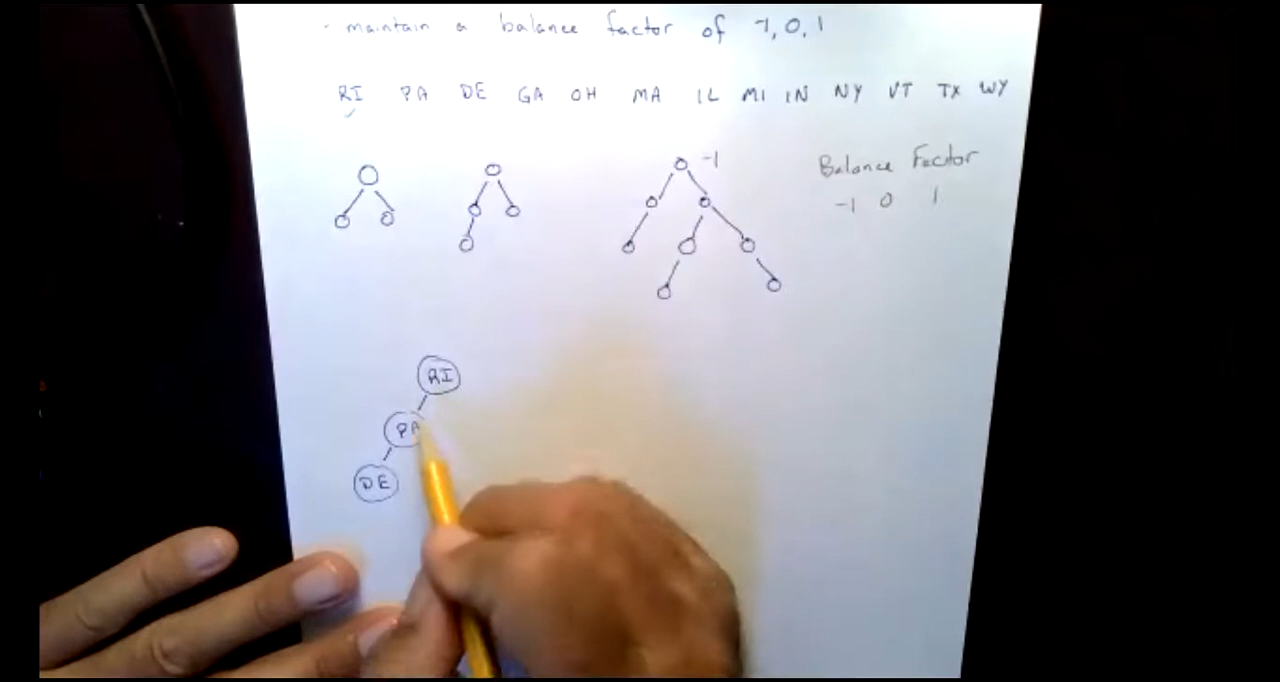 - maintain a balance factor of -1, 0, 1
RI PA DE GA OH MA IL MI IN NY VT TX WY
-1
Balance Factor
-1 0 1
RI
PA
DE